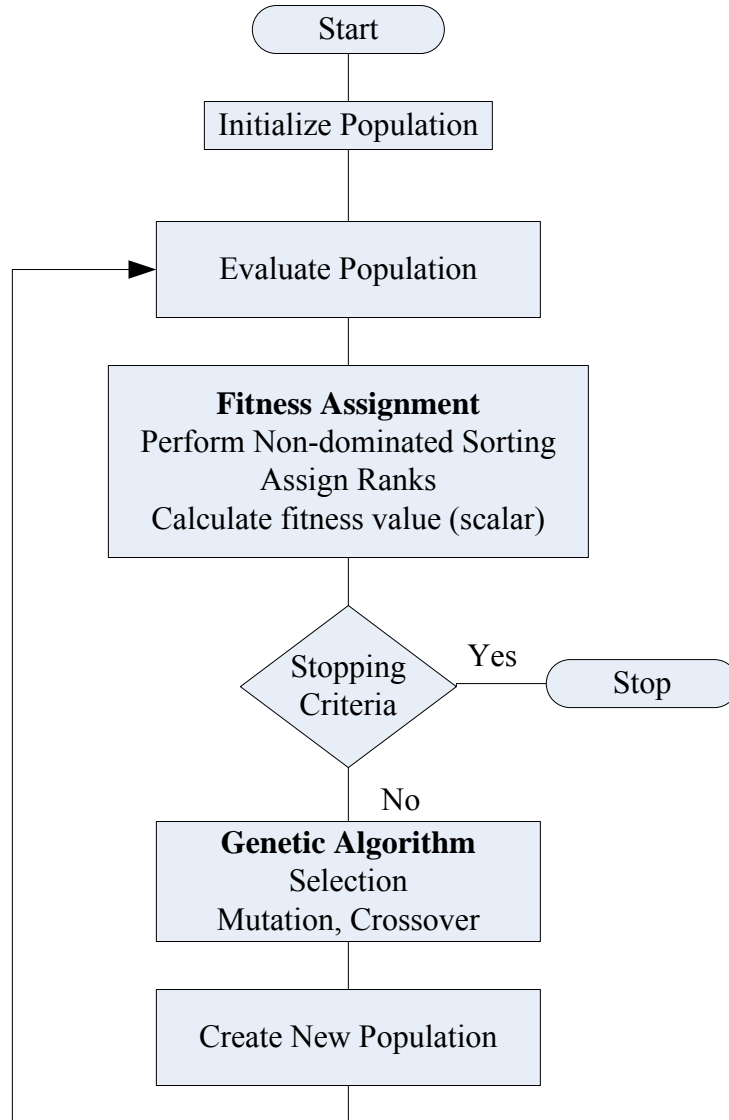 Start
Initialize Population
Evaluate Population
Fitness Assignment
Perform Non-dominated Sorting
Assign Ranks
Calculate fitness value (scalar)
Stopping
Criteria
Yes
Stop
No
Genetic Algorithm
Selection
Mutation, Crossover
Create New Population